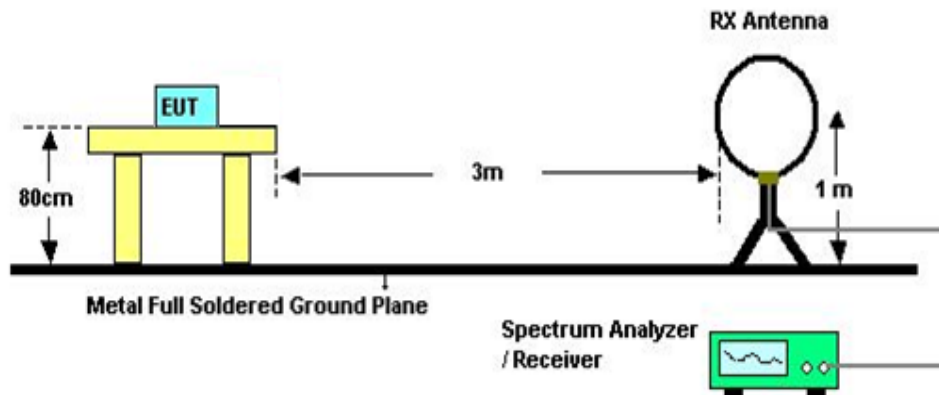 RX Antenna
EUT
3m
80cm
1 m
Metal Full Soldered Ground Plane
Spectrum Analyzer
/ Receiver